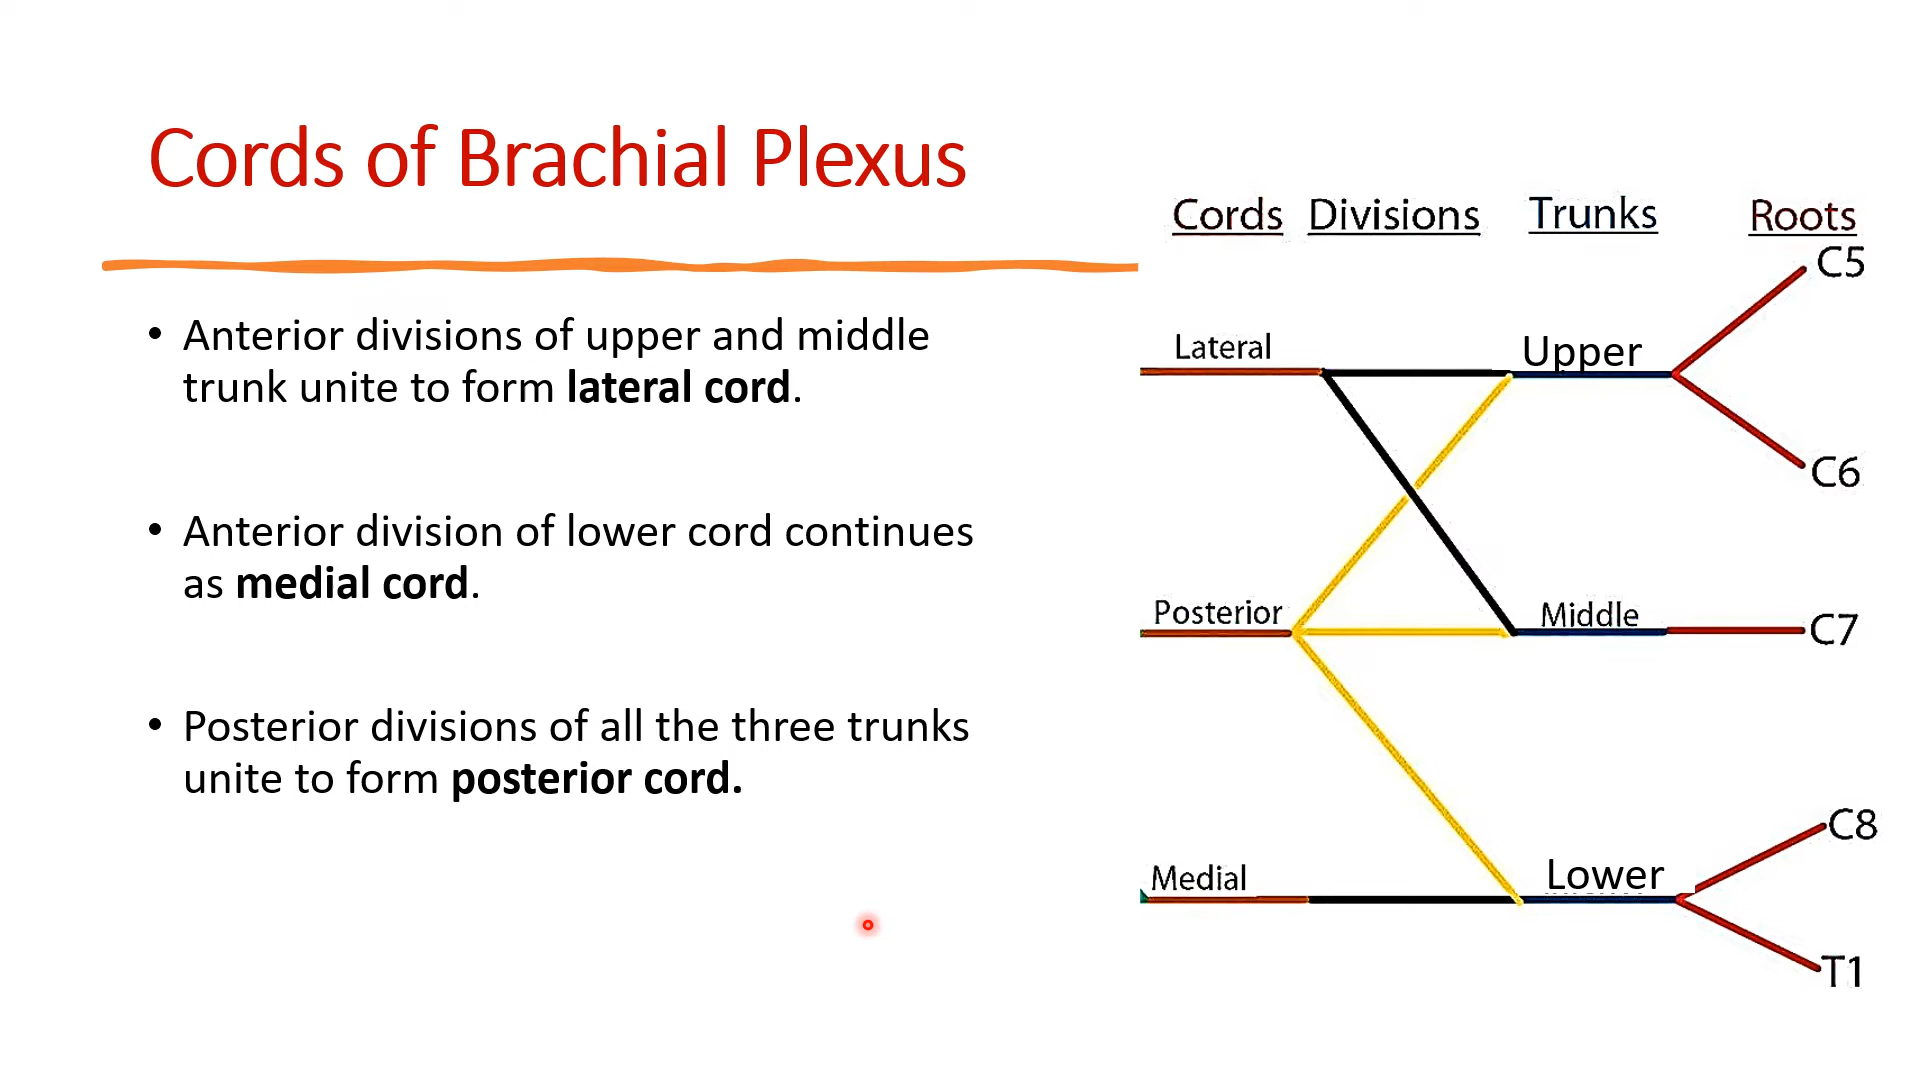 Cords of Brachial Plexus
• Anterior divisions of upper and middle
trunk unite to form lateral cord.
• Anterior division of lower cord continues
as medial cord.
• Posterior divisions of all the three trunks
unite to form posterior cord.
Cords Divisions Trunks Roots
C5
Lateral Upper
C6
Posterior Middle C7
C8
Medial Lower
T1